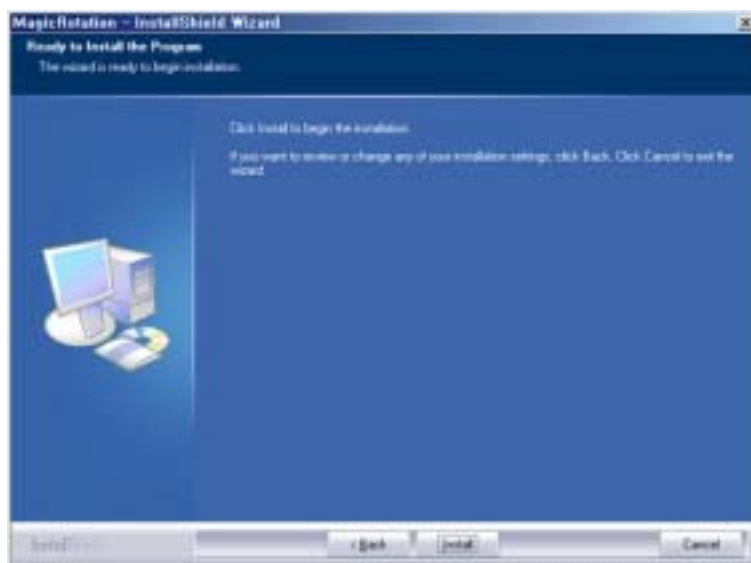 MagicRotation - InstallShield Wizard
Ready to Install the Program
The wizard is ready to begin installation.
Click Install to begin the installation.
If you want to review or change any of your installation settings, click Back. Click Cancel to exit the
wizard.
InstallShield
< Back
Install
Cancel